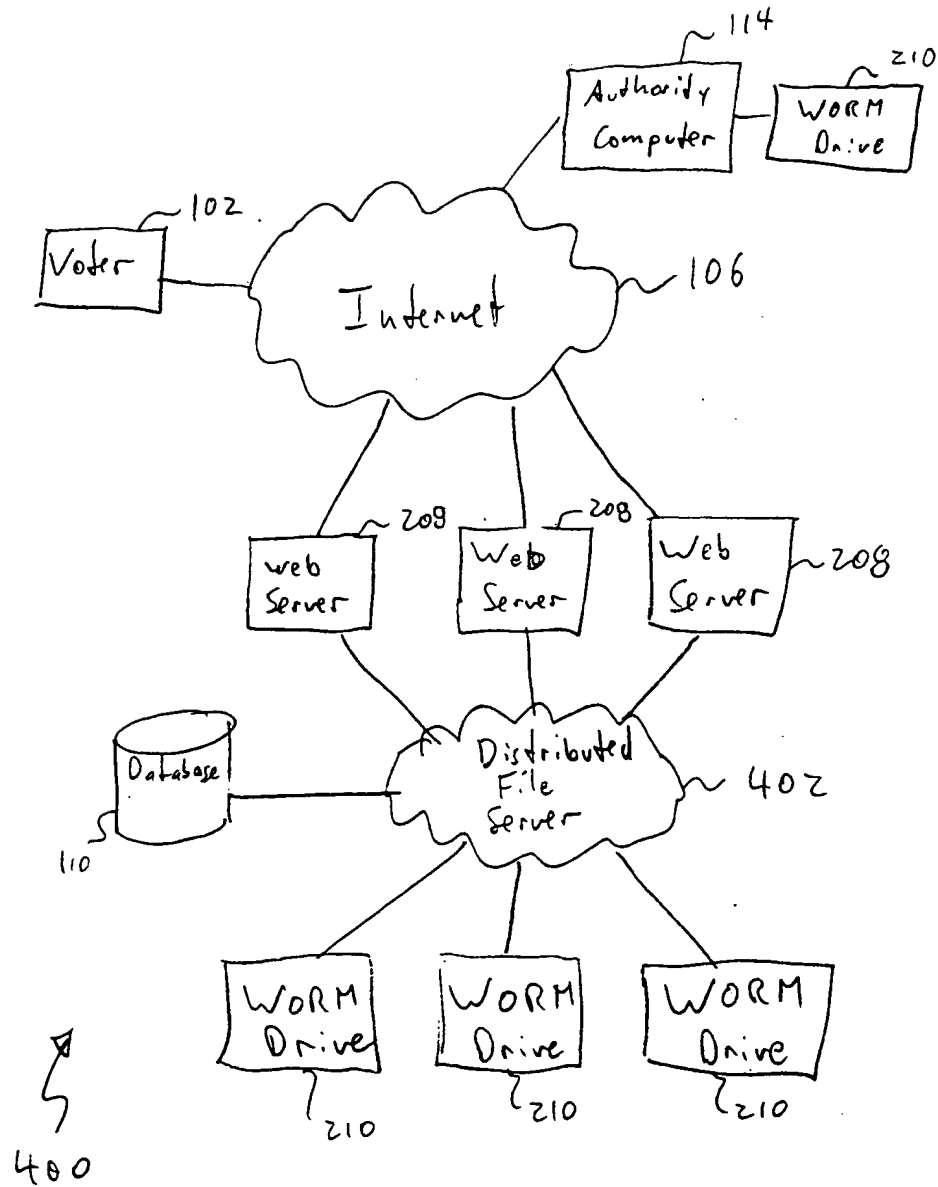 114
210
Authority
Computer
WORM
Drive
102
Voter
106
Internet
208
208
208
Web
Server
Web
Server
Web
Server
Distributed
File
Server
402
Database
110
WORM
Drive
WORM
Drive
WORM
Drive
210
210
210
400